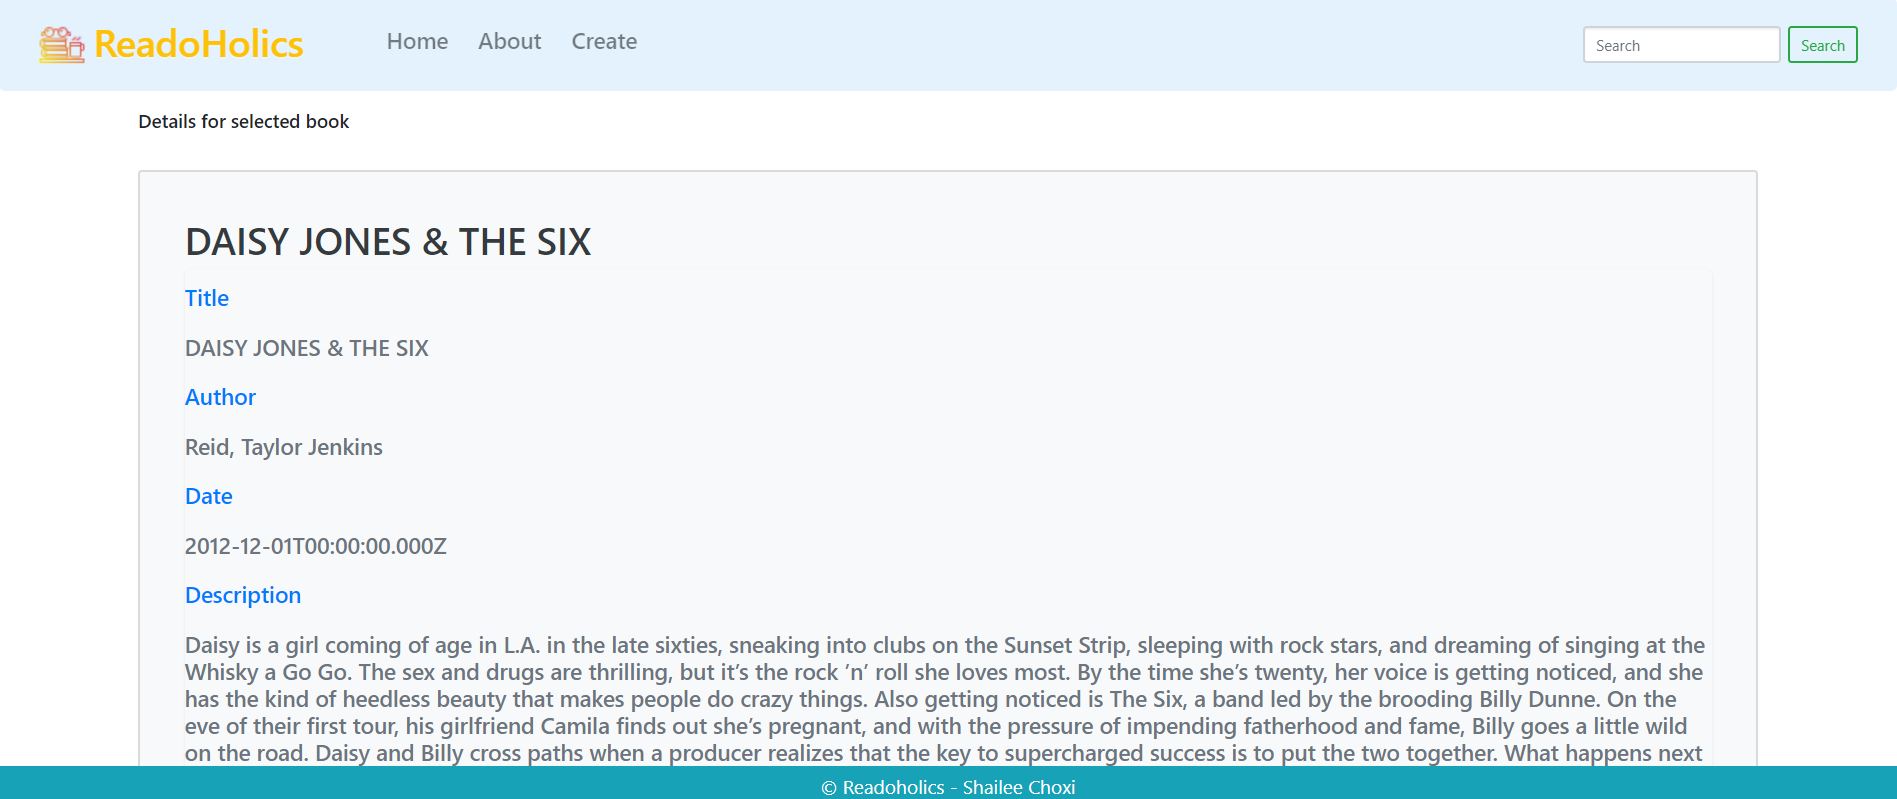 ReadoHolics Home About Create Search Search
Details for selected book
DAISY JONES & THE SIX
Title
DAISY JONES & THE SIX
Author
Reid, Taylor Jenkins
Date
2012-12-01T00:00:00.000Z
Description
Daisy is a girl coming of age in L.A. in the late sixties, sneaking into clubs on the Sunset Strip, sleeping with rock stars, and dreaming of singing at the
Whisky a Go Go. The sex and drugs are thrilling, but it’s the rock ’n’ roll she loves most. By the time she’s twenty, her voice is getting noticed, and she
has the kind of heedless beauty that makes people do crazy things. Also getting noticed is The Six, a band led by the brooding Billy Dunne. On the
eve of their first tour, his girlfriend Camila finds out she’s pregnant, and with the pressure of impending fatherhood and fame, Billy goes a little wild
on the road. Daisy and Billy cross paths when a producer realizes that the key to supercharged success is to put the two together. What happens next
© Readoholics - Shailee Choxi